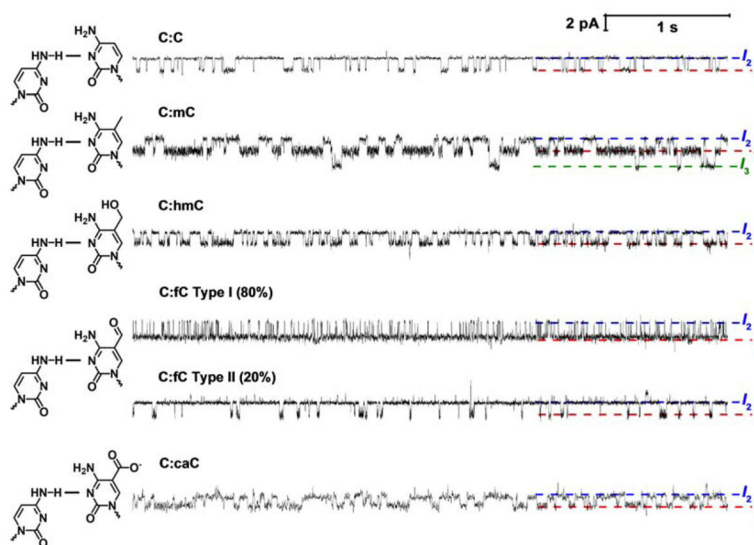 2 pA 1 s
C:C
NH₂
HN-H N
N O
N
O
I₂
C:mC
H₂N
HN-H N
N O N
N
O
I₂
I₃
C:hmC
HO
H₂N
HN-H N
N O N
N
O
I₂
C:fC Type I (80%)
O
H₂N
HN-H N
N O N
N
O
I₂
C:fC Type II (20%)
I₂
C:caC
O
H₂N O⁻
HN-H N
N O N
N
O
I₂